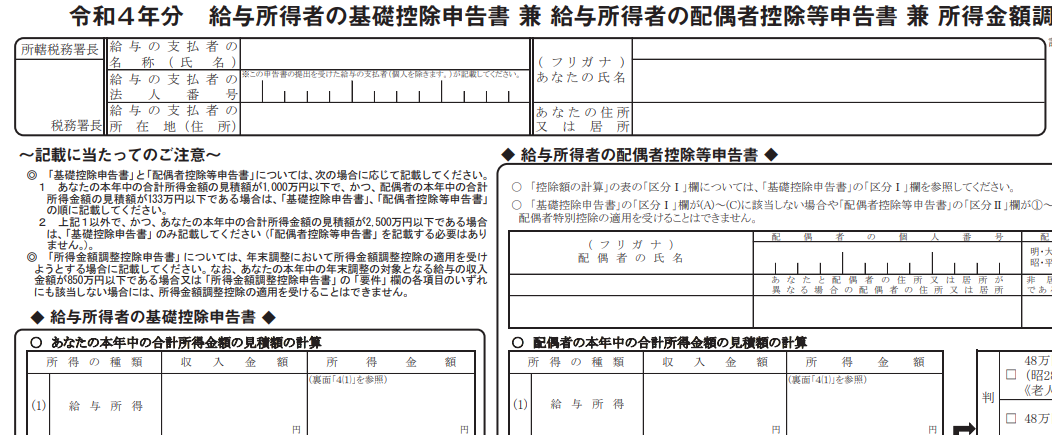 令和4年分　給与所得者の基礎控除申告書 兼 給与所得者の配偶者控除等申告書 兼 所得金額調
所轄税務署長
税務署長
給与の支払者の
名称(氏名)
※この申告書の提出を受けた給与の支払者(個人を除きます。)が記載してください。
給与の支払者の
法人番号
給与の支払者の
所在地(住所)
(フリガナ)
あなたの氏名
あなたの住所
又は居所
～記載に当たってのご注意～
◎ 「基礎控除申告書」と「配偶者控除等申告書」については、次の場合に応じて記載してください。
1　あなたの本年中の合計所得金額の見積額が1,000万円以下で、かつ、配偶者の本年中の合計
所得金額の見積額が133万円以下である場合は、「基礎控除申告書」、「配偶者控除等申告書」
の順に記載してください。
2　上記1以外で、かつ、あなたの本年中の合計所得金額の見積額が2,500万円以下である場合
は、「基礎控除申告書」のみ記載してください(「配偶者控除等申告書」を記載する必要はあり
ません。)。
◎ 「所得金額調整控除申告書」については、年末調整において所得金額調整控除の適用を受け
ようとする場合に記載してください。なお、あなたの本年中の年末調整の対象となる給与の収入
金額が850万円以下である場合又は「所得金額調整控除申告書」の「要件」欄の各項目のいずれ
にも該当しない場合には、所得金額調整控除の適用を受けることはできません。
◆ 給与所得者の基礎控除申告書 ◆
○ あなたの本年中の合計所得金額の見積額の計算
所得の種類
収入金額
所得金額
(1)
給与所得
円
(裏面「4(1)」を参照)
円
◆ 給与所得者の配偶者控除等申告書 ◆
○ 「控除額の計算」の表の「区分Ⅰ」欄については、「基礎控除申告書」の「区分Ⅰ」欄を参照してください。
○ 「基礎控除申告書」の「区分Ⅰ」欄が(A)～(C)に該当しない場合や「配偶者控除等申告書」の「区分Ⅱ」欄が①～
配偶者特別控除の適用を受けることはできません。
(フリガナ)
配偶者の氏名
配偶者の個人番号
配
明・大
昭・平
あなたと配偶者の住所又は居所が
異なる場合の配偶者の住所又は居所
非居
であ
○ 配偶者の本年中の合計所得金額の見積額の計算
所得の種類
収入金額
所得金額
(1)
給与所得
円
(裏面「4(1)」を参照)
円
判
□ 48万
(昭28
《老人
□ 48万